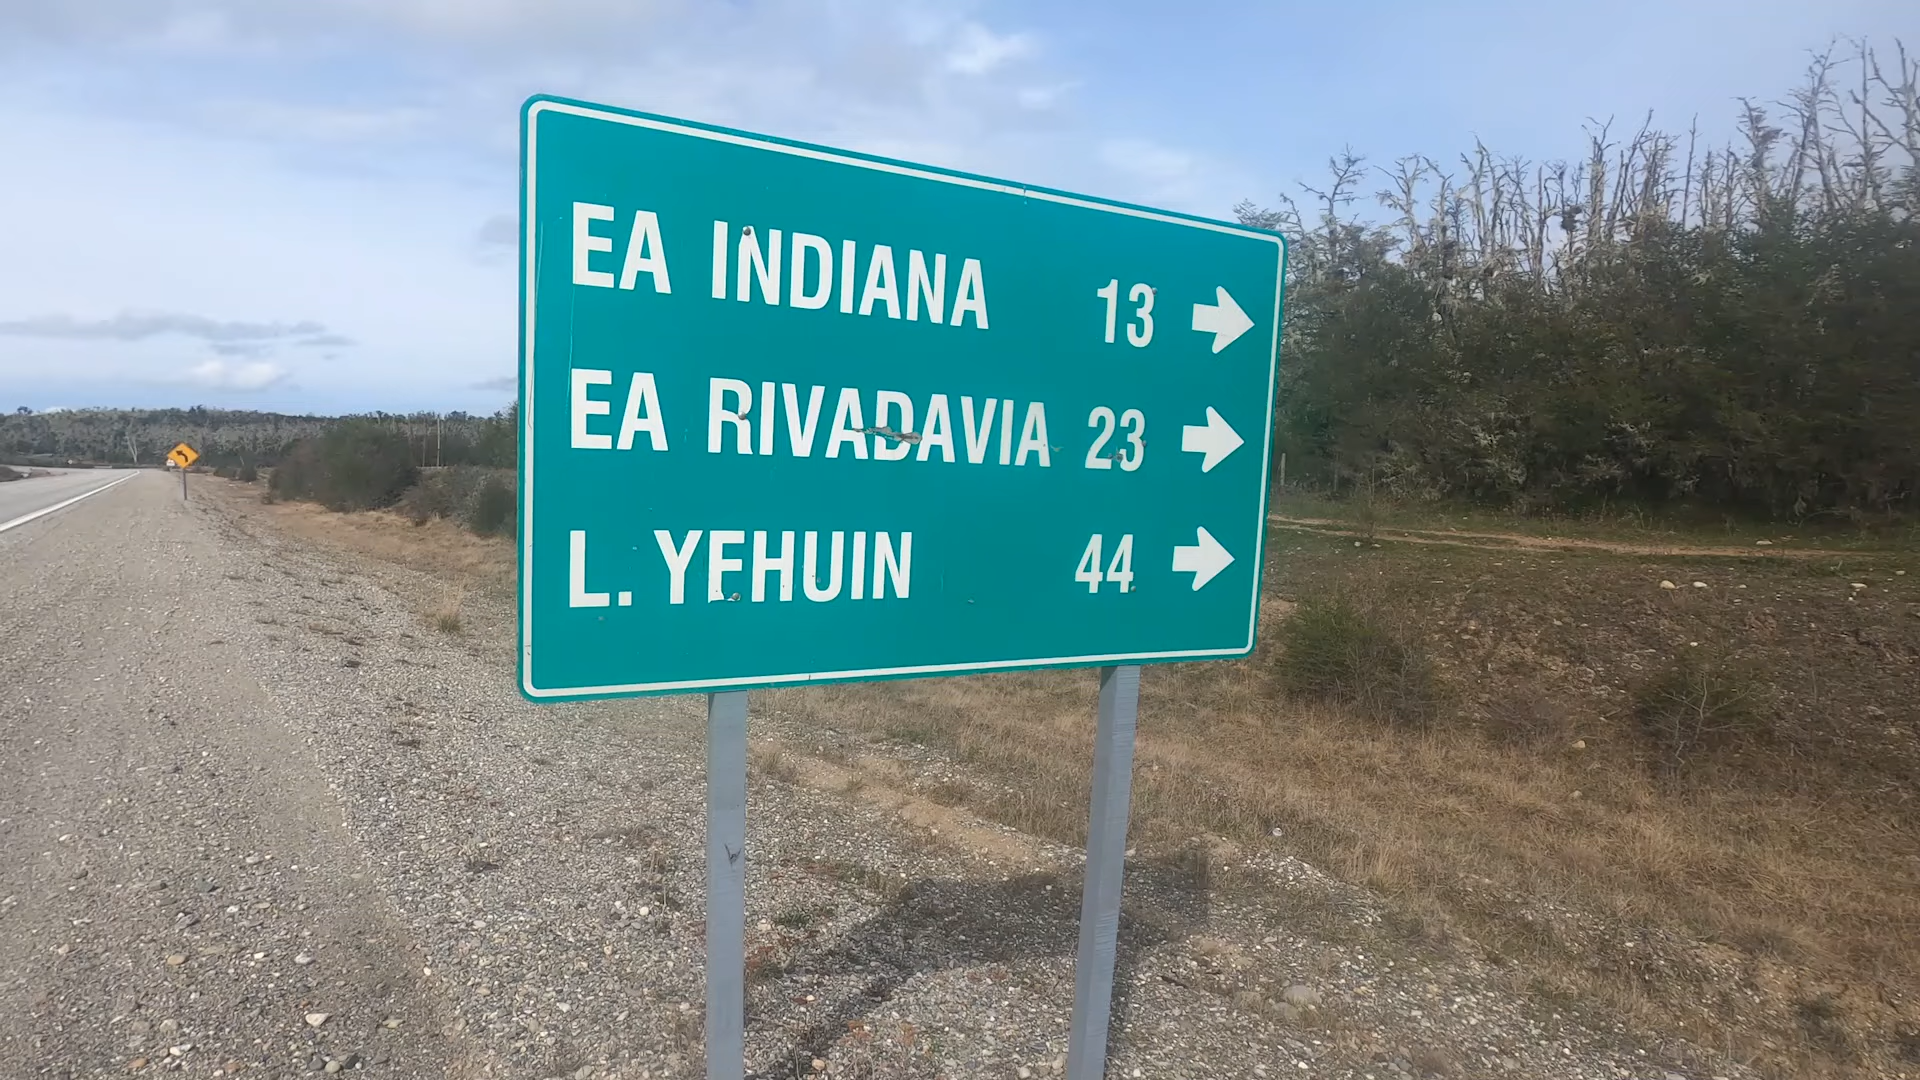 EA INDIANA 13
EA RIVADAVIA 23
L. YEHUIN 44